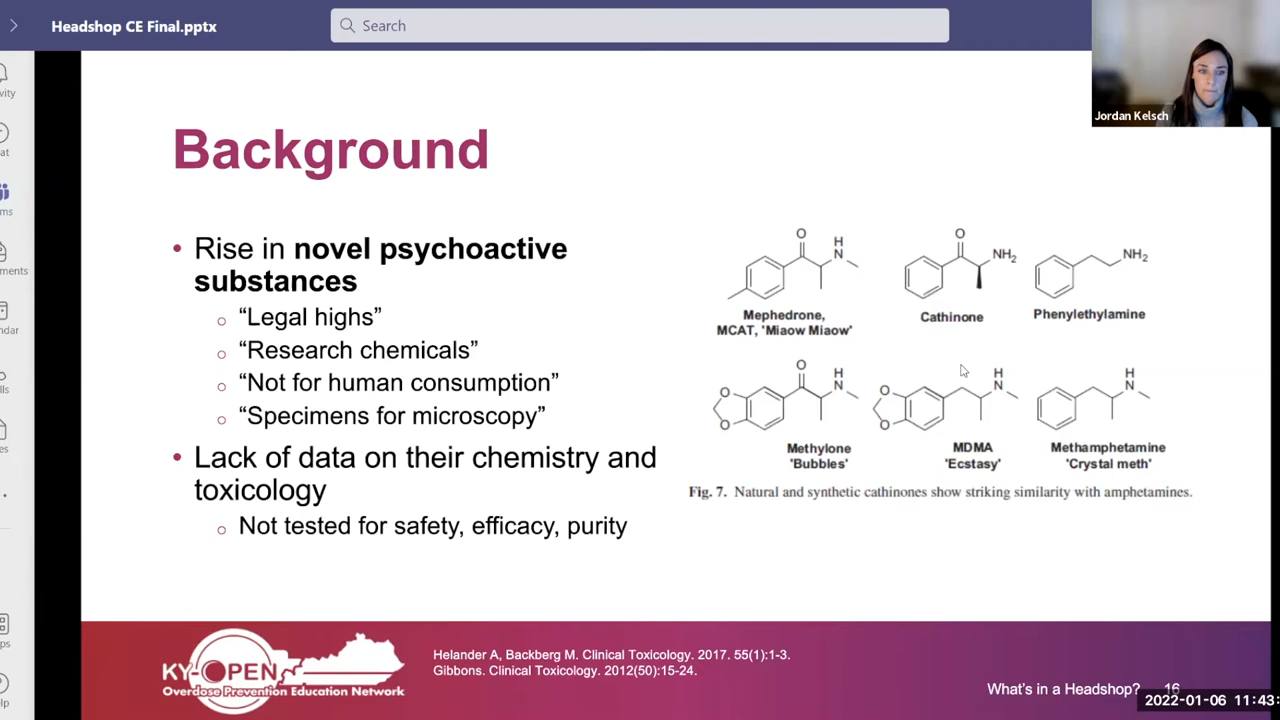 Headshop CE Final.pptx
Search
Jordan Kelsch
Background
• Rise in novel psychoactive
substances
○ “Legal highs”
○ “Research chemicals”
○ “Not for human consumption”
○ “Specimens for microscopy”
• Lack of data on their chemistry and
toxicology
○ Not tested for safety, efficacy, purity
O H N
O NH₂
NH₂
Mephedrone,
MCAT, 'Miaow Miaow'
Cathinone
Phenylethylamine
O O O H N
O O H N
H N
Methylone
'Bubbles'
MDMA
'Ecstasy'
Methamphetamine
'Crystal meth'
Fig. 7. Natural and synthetic cathinones show striking similarity with amphetamines.
KY-OPEN
Overdose Prevention Education Network
Helander A, Backberg M. Clinical Toxicology. 2017. 55(1):1-3.
Gibbons. Clinical Toxicology. 2012(50):15-24.
What's in a Headshop? 16
2022-01-06 11:43: